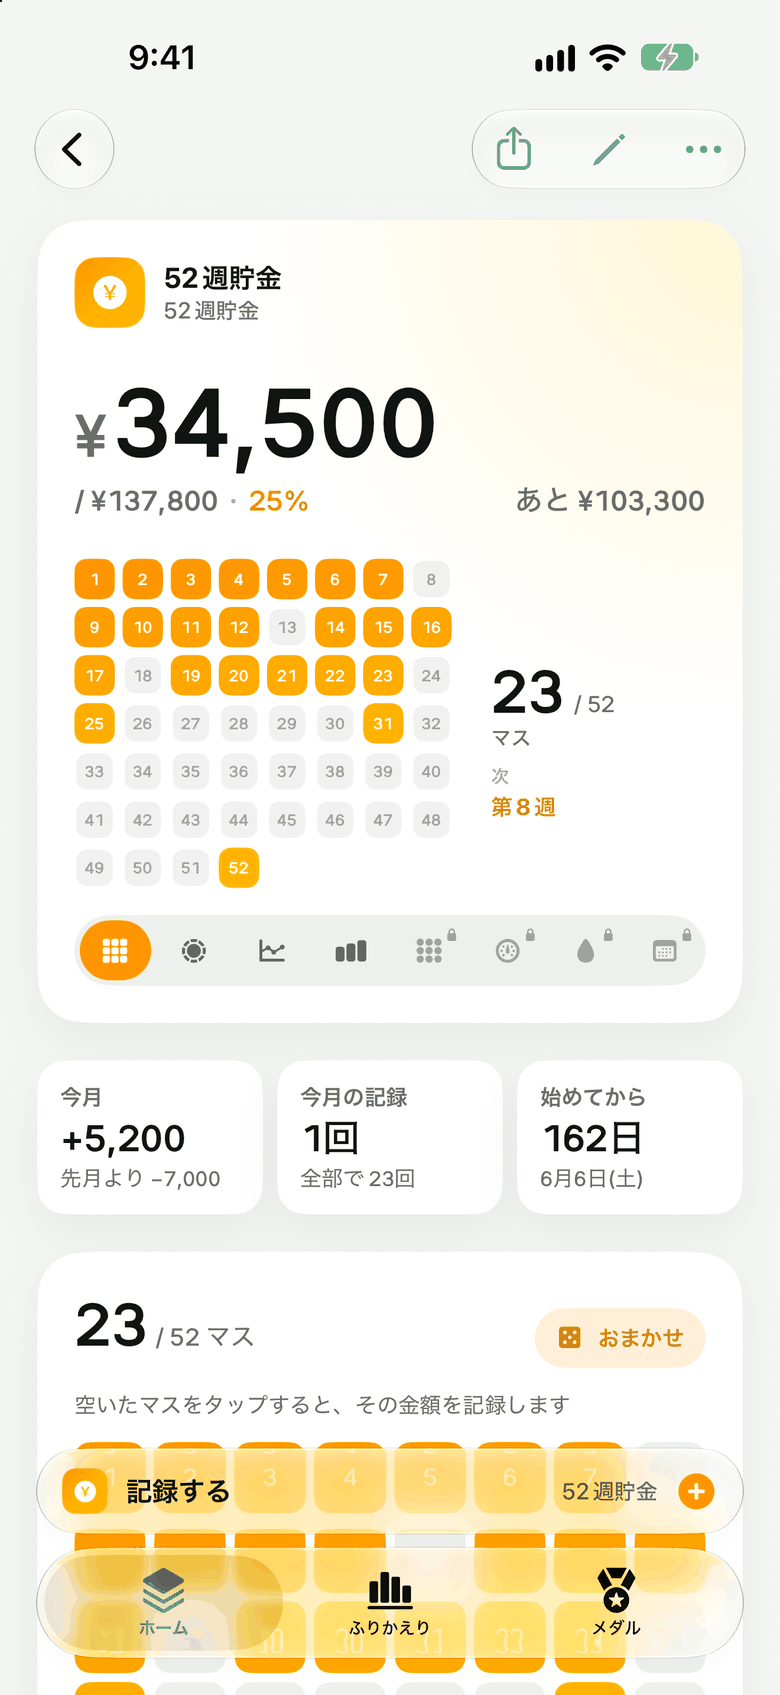 9:41
52週貯金
52週貯金
¥34,500
/ ¥137,800 · 25%
あと ¥103,300
1 2 3 4 5 6 7 8
9 10 11 12 13 14 15 16
17 18 19 20 21 22 23 24
25 26 27 28 29 30 31 32
33 34 35 36 37 38 39 40
41 42 43 44 45 46 47 48
49 50 51 52
23 / 52
マス
次
第8週
今月
+5,200
先月より −7,000
今月の記録
1回
全部で 23回
始めてから
162日
6月6日(土)
23 / 52 マス
おまかせ
空いたマスをタップすると、その金額を記録します
1 2 3 4 5 6 7
記録する
52週貯金
ホーム
ふりかえり
メダル